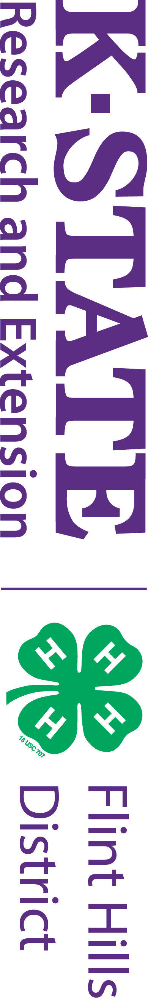 K·STATE
Research and Extension
H H
H H
18 USC 707
Flint Hills
District